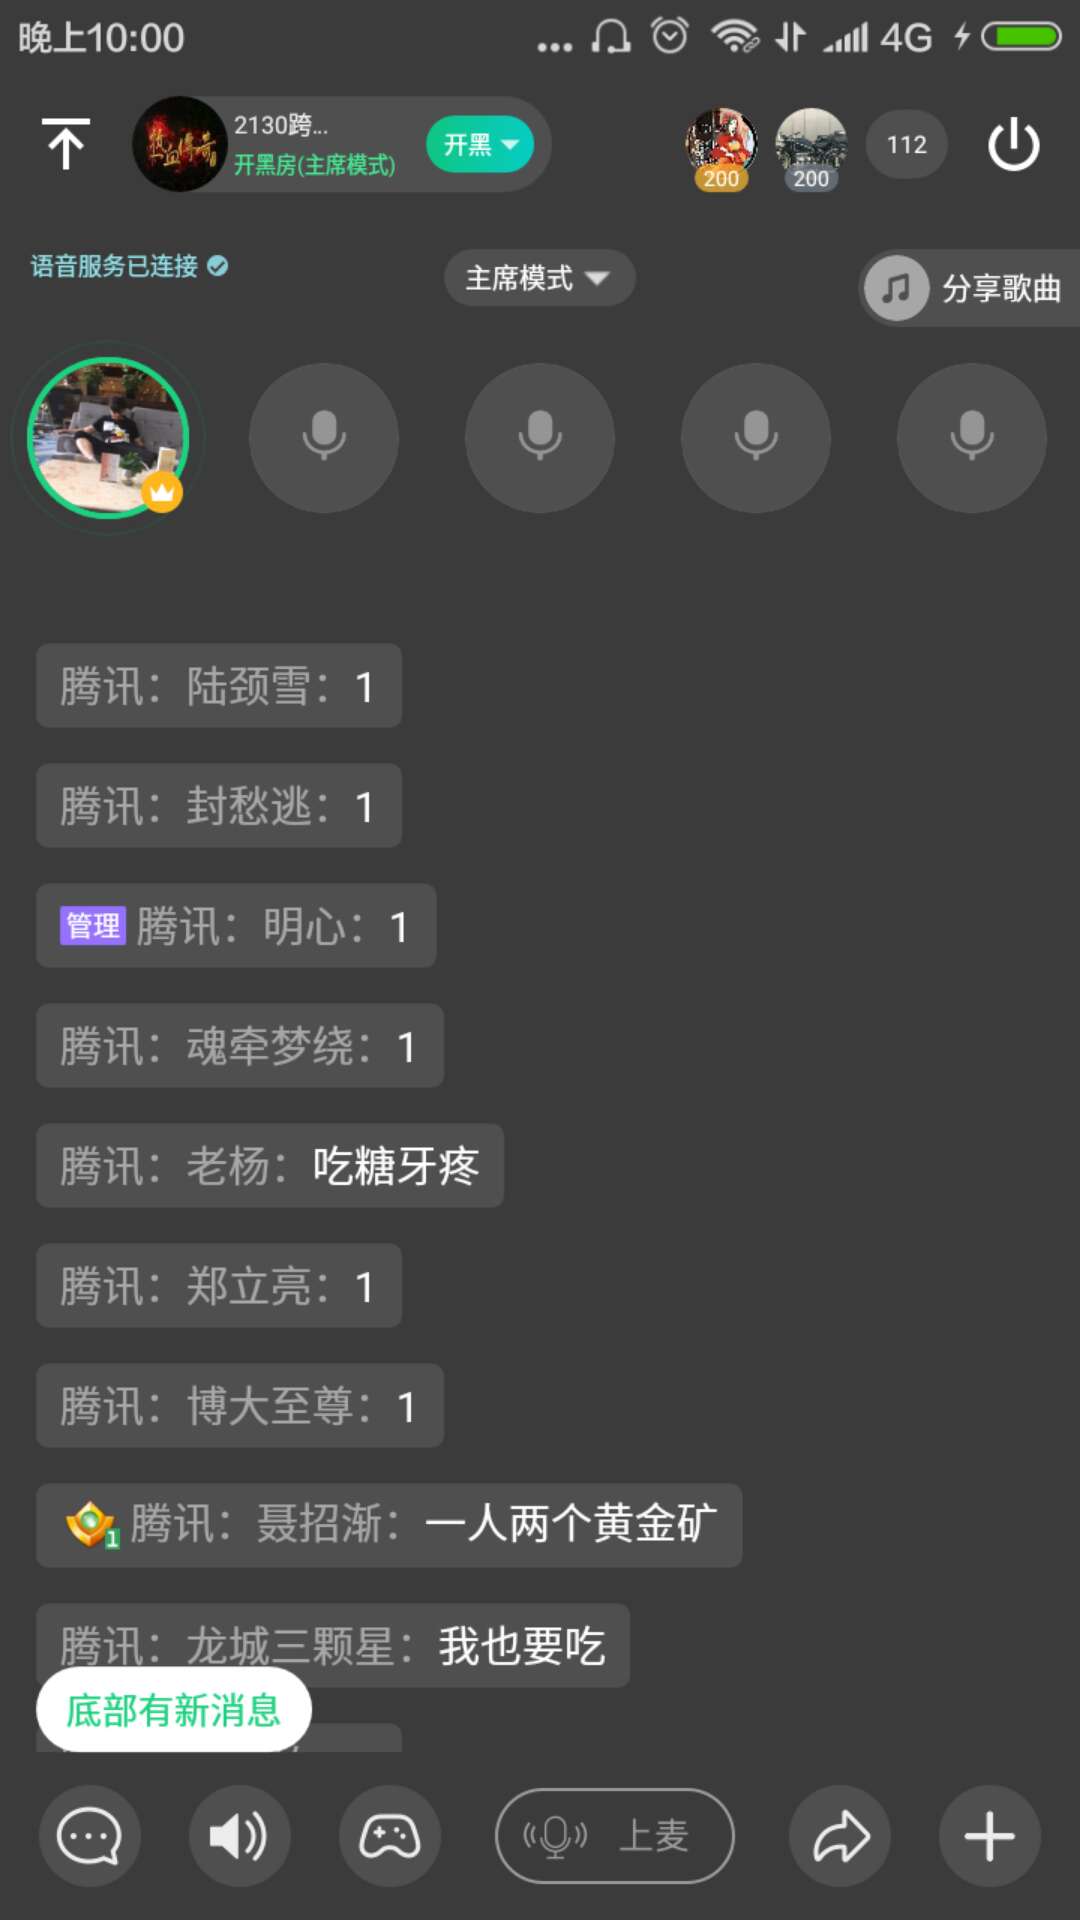 晚上10:00
4G
热血传奇
2130跨...
开黑房(主席模式)
开黑
200
200
112
语音服务已连接
主席模式
分享歌曲
腾讯：陆颈雪：1
腾讯：封愁逃：1
管理 腾讯：明心：1
腾讯：魂牵梦绕：1
腾讯：老杨：吃糖牙疼
腾讯：郑立亮：1
腾讯：博大至尊：1
1 腾讯：聂招渐：一人两个黄金矿
腾讯：龙城三颗星：我也要吃
底部有新消息
上麦